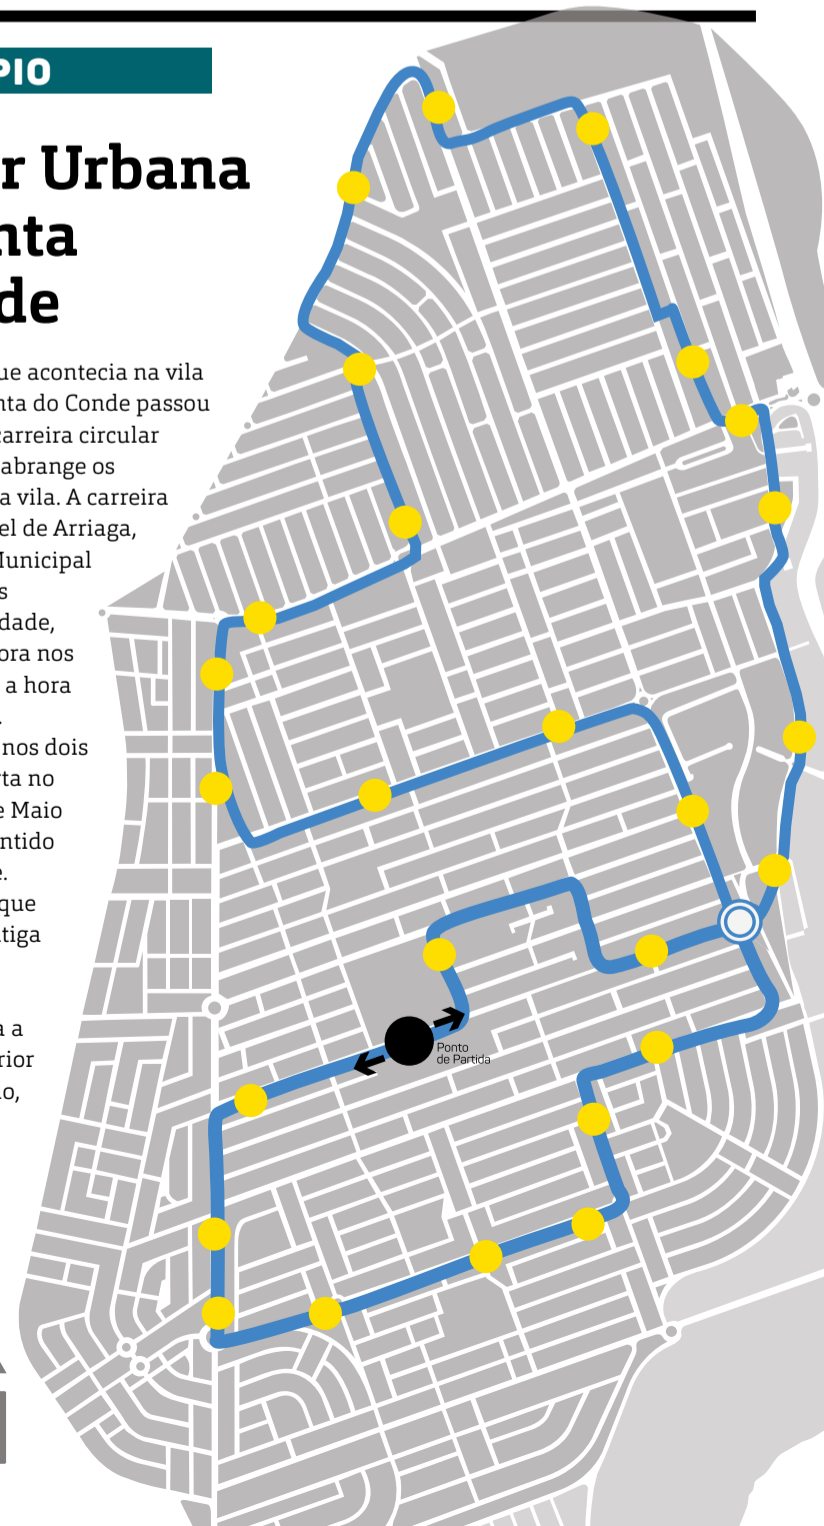 PIO
r Urbana
nta
de
ue acontecia na vila
nta do Conde passou
carreira circular
abrange os
a vila. A carreira
el de Arriaga,
Municipal
s
dade,
ora nos
a hora
.
nos dois
rta no
e Maio
ntido
e.
que
tiga
a a
rior
o,
Ponto
de Partida